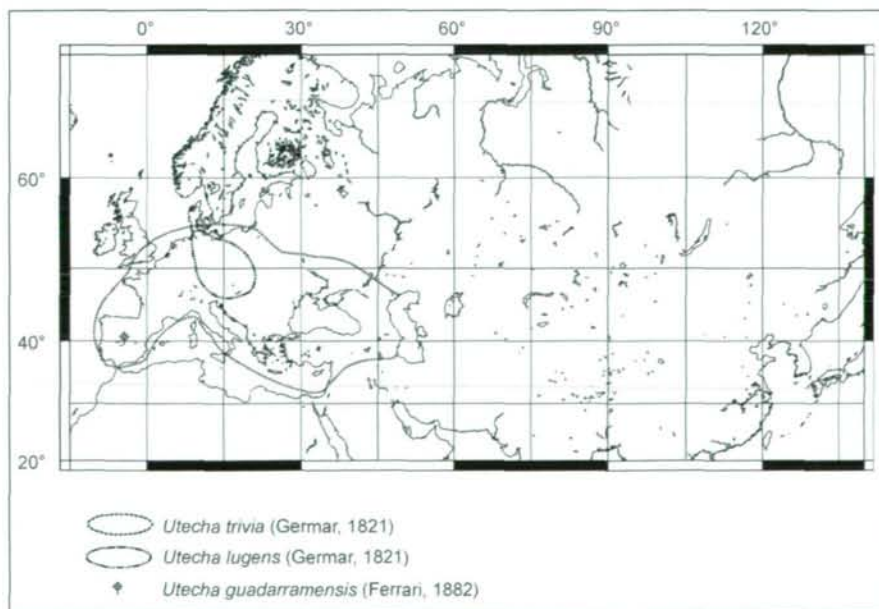 0° 30° 60° 90° 120°
60°
40°
20°
Utecha trivia (Germar, 1821)
Utecha lugens (Germar, 1821)
Utecha guadarramensis (Ferrari, 1882)